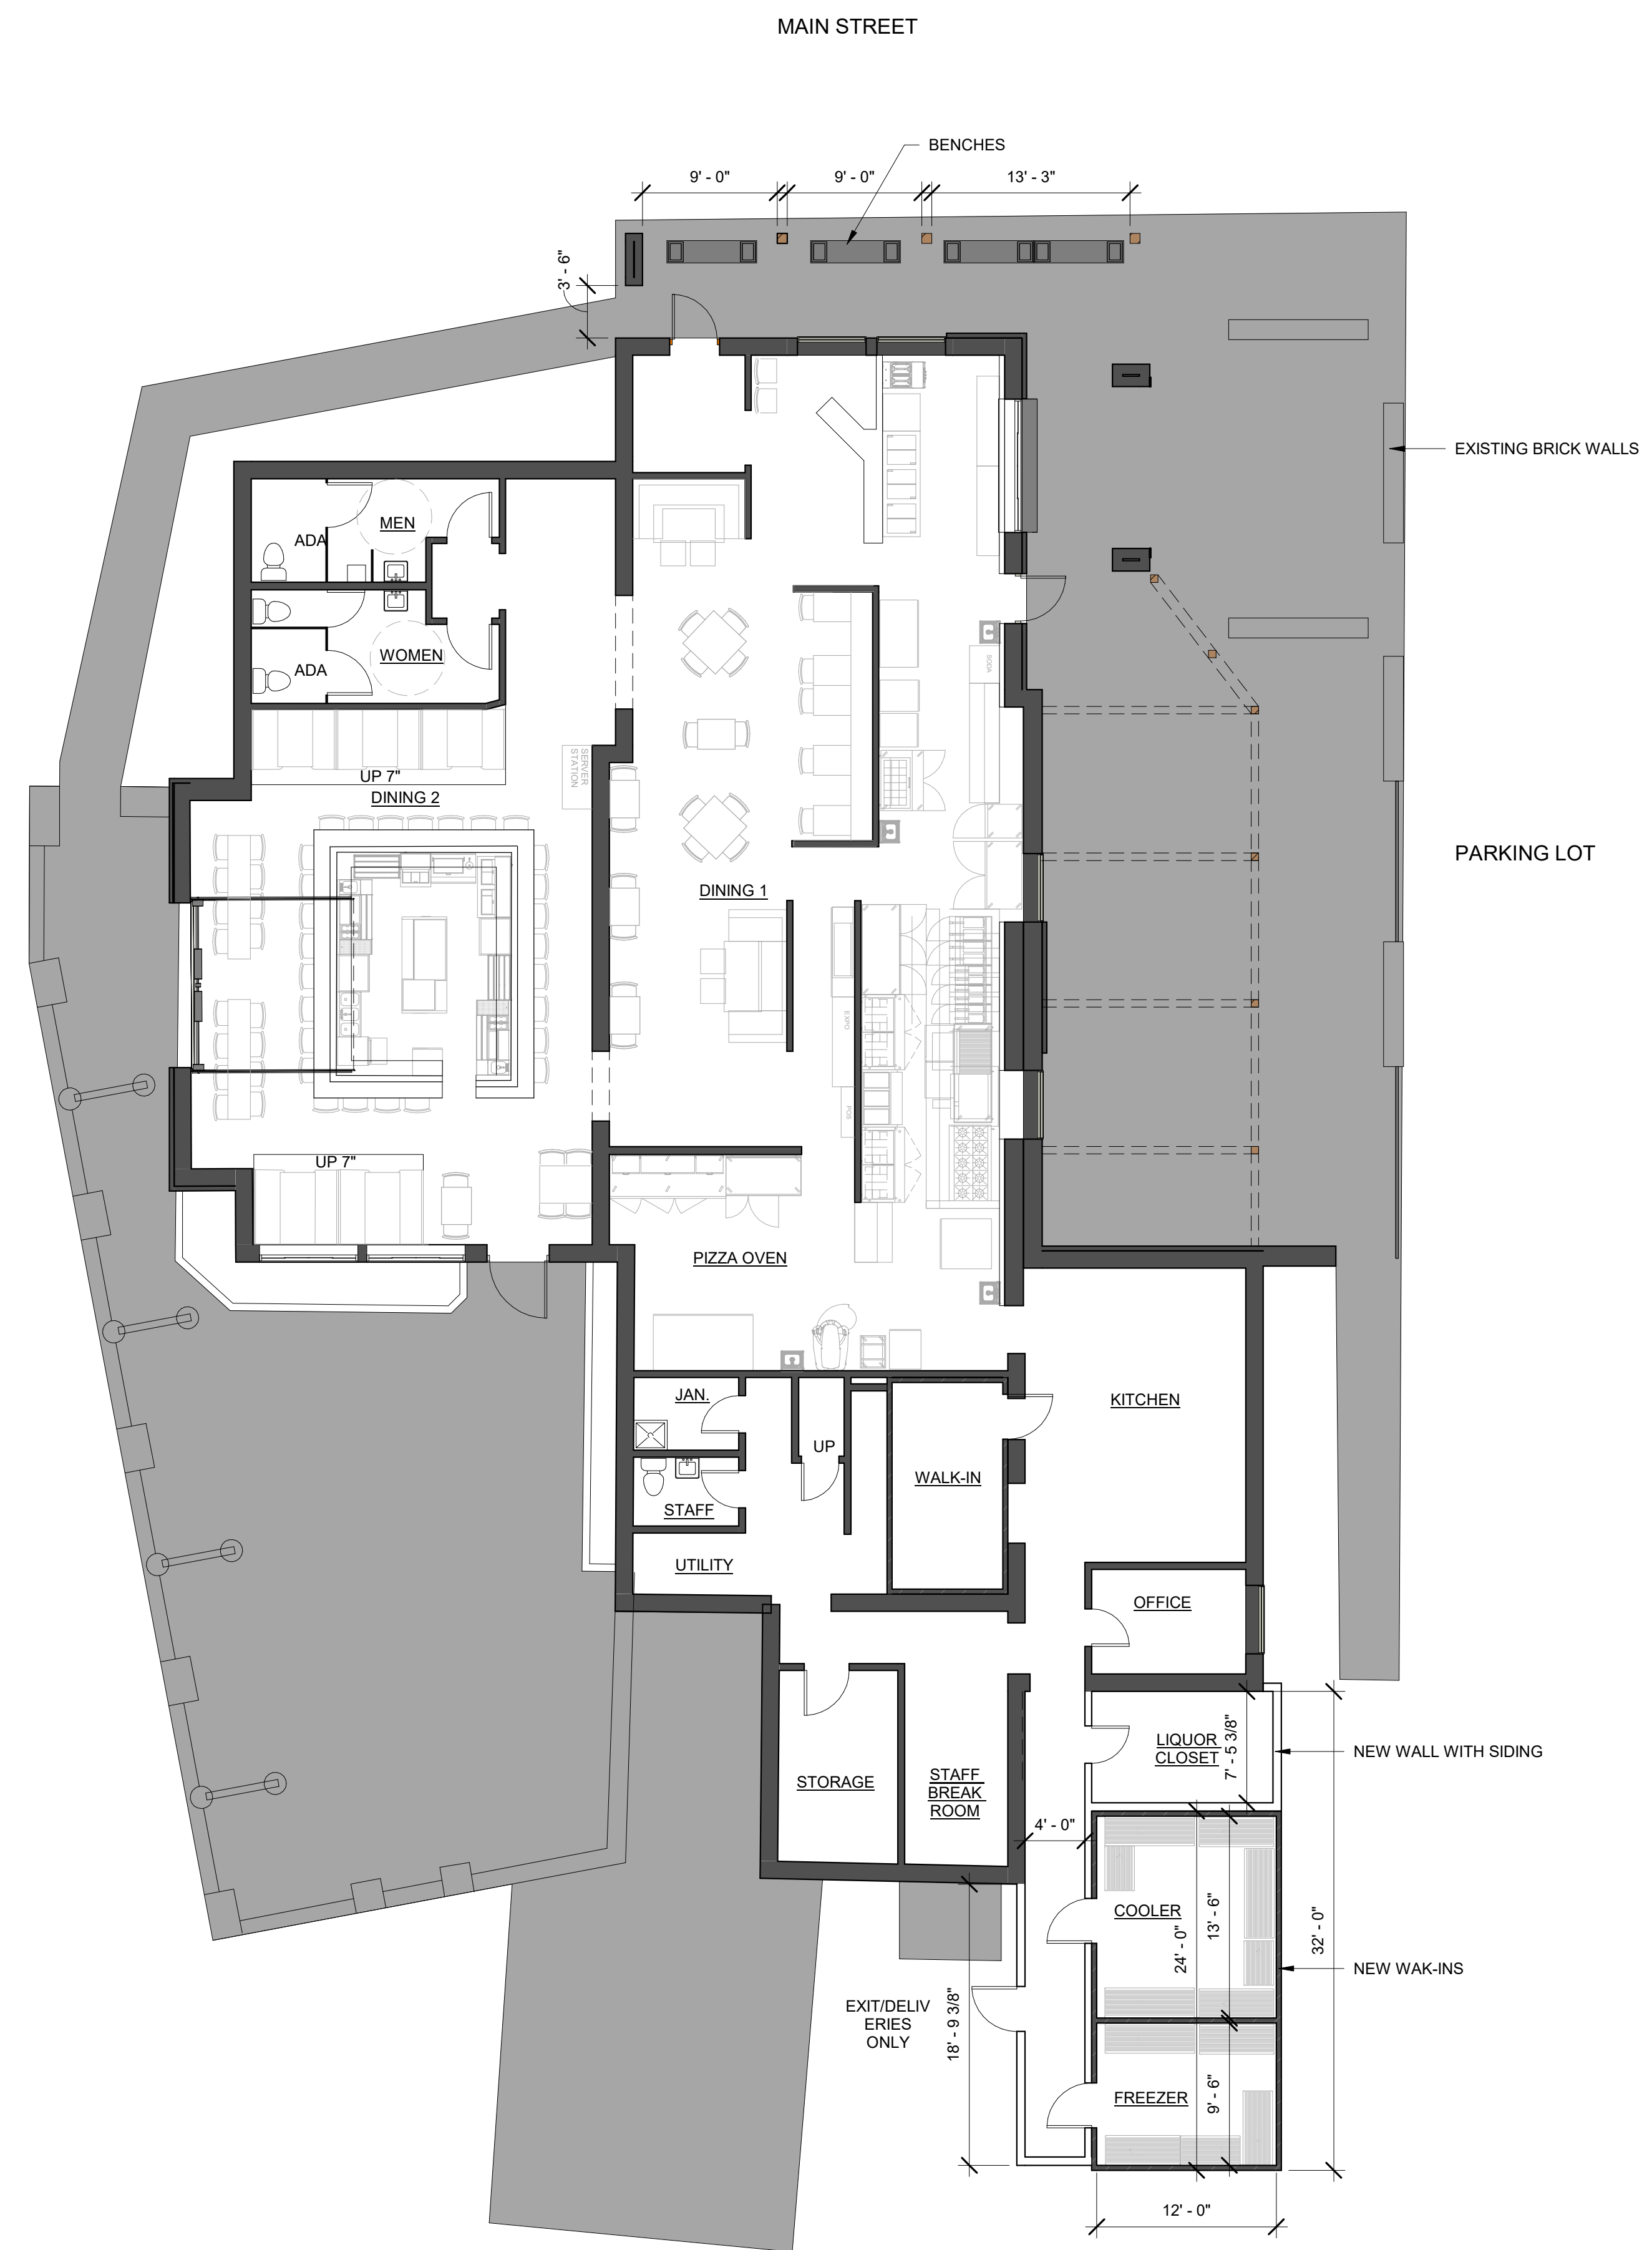 MAIN STREET
BENCHES
9' - 0"
9' - 0"
13' - 3"
3' - 6"
EXISTING BRICK WALLS
MEN
ADA
WOMEN
ADA
SODA
UP 7"
SERVER
STATION
DINING 2
PARKING LOT
DINING 1
EXPO
POS
UP 7"
PIZZA OVEN
JAN.
KITCHEN
UP
WALK-IN
STAFF
UTILITY
OFFICE
LIQUOR
CLOSET
7' - 5 3/8"
NEW WALL WITH SIDING
STORAGE
STAFF
BREAK
ROOM
4' - 0"
COOLER
24' - 0"
13' - 6"
32' - 0"
NEW WAK-INS
EXIT/DELIV
ERIES
ONLY
18' - 9 3/8"
FREEZER
9' - 6"
12' - 0"